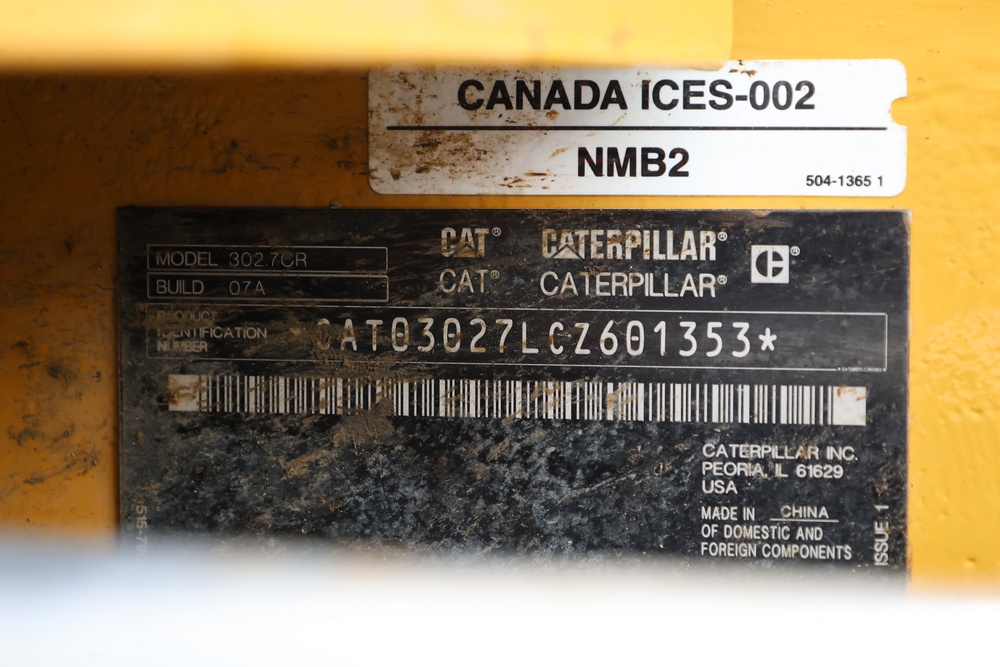 CANADA ICES-002
NMB2
504-1365 1
CAT® CATERPILLAR®
CAT® CATERPILLAR®
MODEL 302.7CR
BUILD 07A
PRODUCT
IDENTIFICATION
NUMBER
*CAT03027LCZ601353*
CATERPILLAR INC.
PEORIA, IL 61629
USA
MADE IN CHINA
OF DOMESTIC AND
FOREIGN COMPONENTS
ISSUE 1